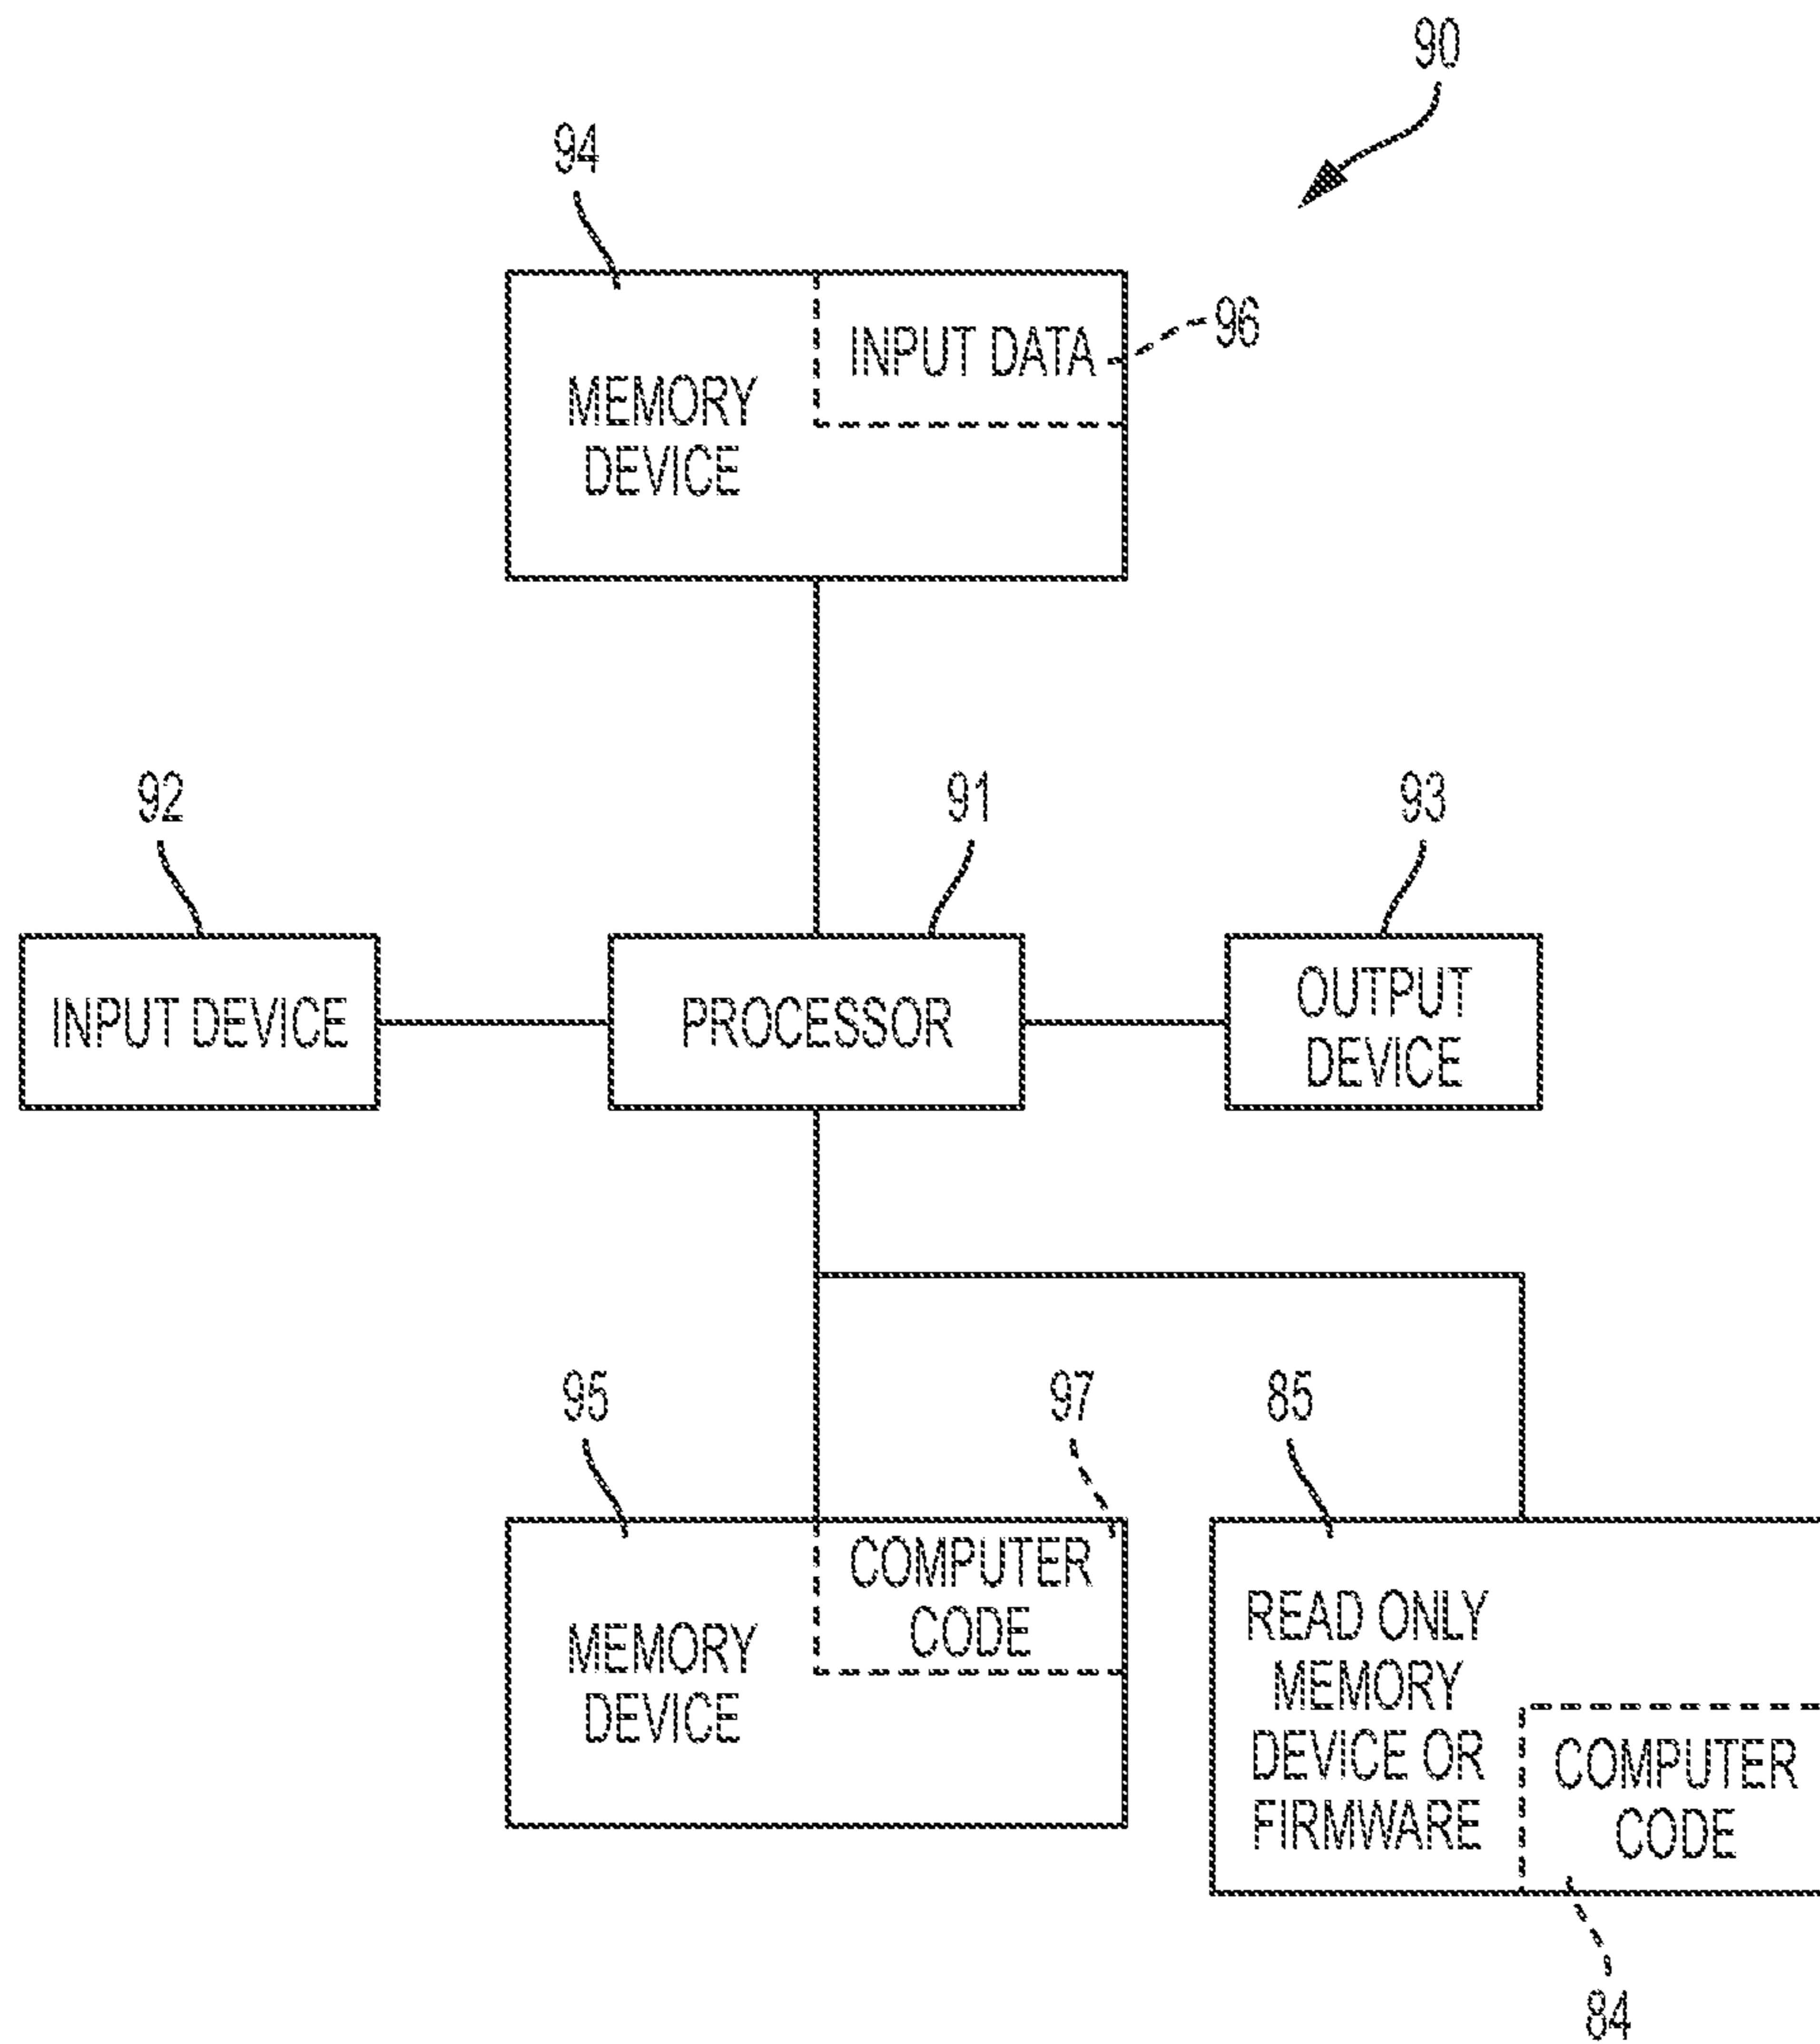 90
94
INPUT DATA
96
MEMORY
DEVICE
92
91
93
INPUT DEVICE
PROCESSOR
OUTPUT
DEVICE
95
97
85
COMPUTER
CODE
MEMORY
DEVICE
READ ONLY
MEMORY
DEVICE OR
FIRMWARE
COMPUTER
CODE
84